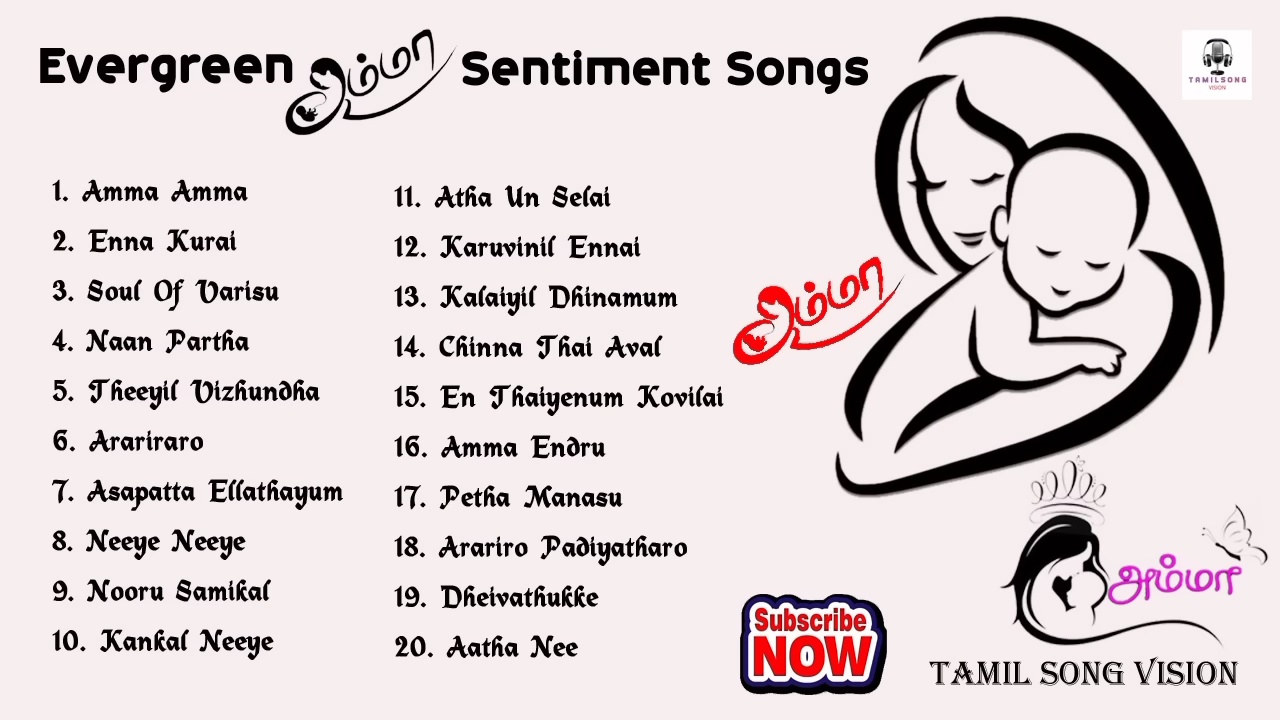 Evergreen அம்மா Sentiment Songs
TAMILSONG
VISION
1. Amma Amma
2. Enna Kurai
3. Soul Of Varisu
4. Naan Partha
5. Theeyil Vizhundha
6. Arariraro
7. Asapatta Ellathayum
8. Neeye Neeye
9. Nooru Samikal
10. Kankal Neeye
11. Atha Un Selai
12. Karuvinil Ennai
13. Kalaiyil Dhinamum
14. Chinna Thai Aval
15. En Thaiyenum Kovilai
16. Amma Endru
17. Petha Manasu
18. Arariro Padiyatharo
19. Dheivathukke
20. Aatha Nee
அம்மா
அம்மா
Subscribe
NOW
TAMIL SONG VISION